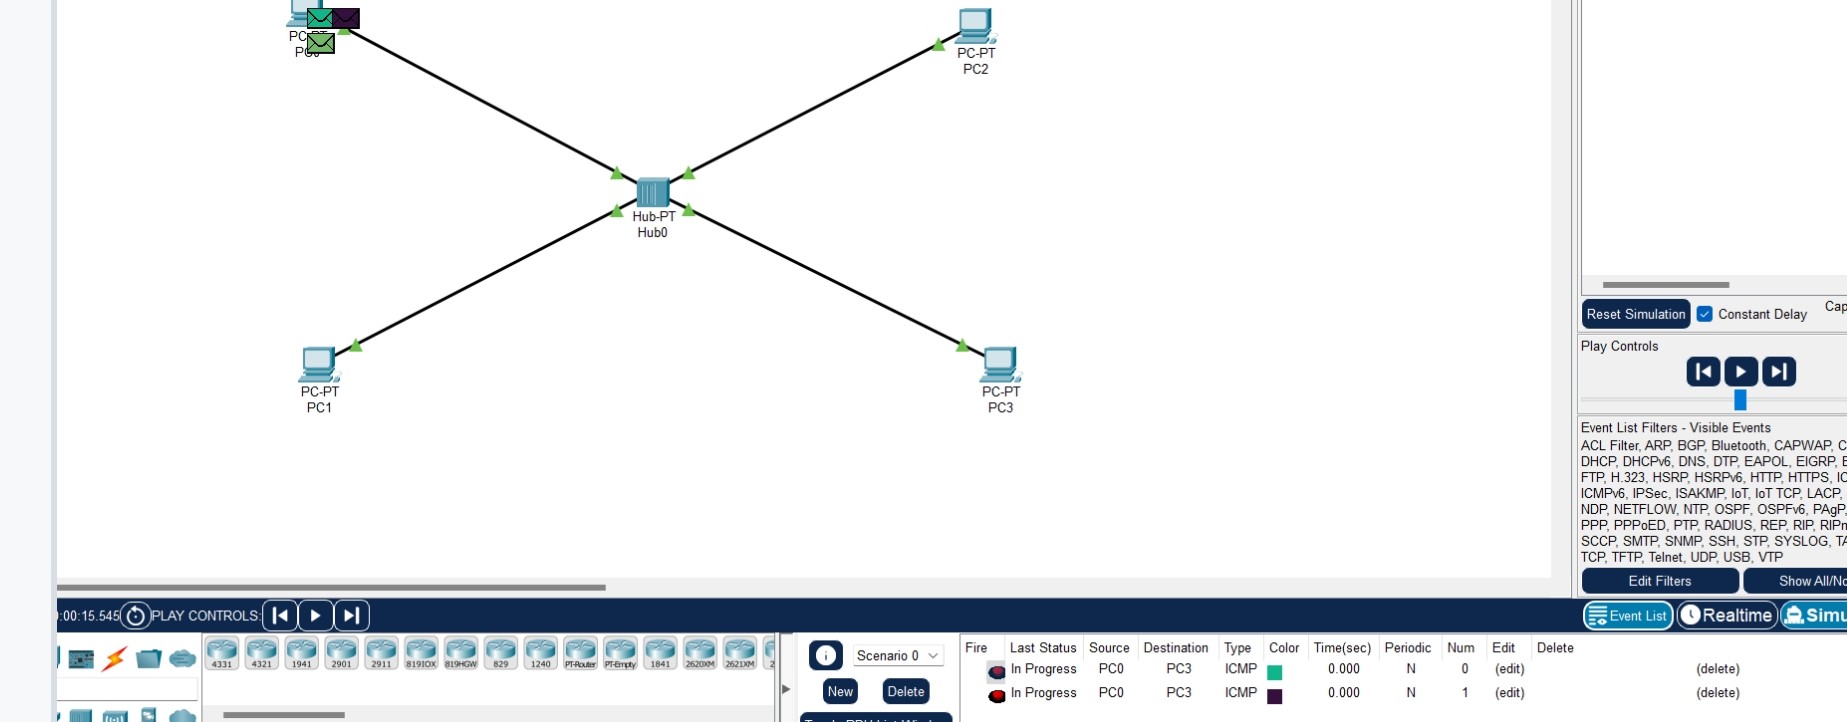 PC-PT
PC-PT
PC2
Hub-PT
Hub0
PC-PT
PC1
PC-PT
PC3
Reset Simulation
Constant Delay
Cap
Play Controls
Event List Filters - Visible Events
ACL Filter, ARP, BGP, Bluetooth, CAPWAP, C
DHCP, DHCPv6, DNS, DTP, EAPOL, EIGRP, E
FTP, H.323, HSRP, HSRPv6, HTTP, HTTPS, IC
ICMPv6, IPSec, ISAKMP, IoT, IoT TCP, LACP,
NDP, NETFLOW, NTP, OSPF, OSPFv6, PAgP,
PPP, PPPoED, PTP, RADIUS, REP, RIP, RIPn
SCCP, SMTP, SNMP, SSH, STP, SYSLOG, TA
TCP, TFTP, Telnet, UDP, USB, VTP
Edit Filters
Show All/No
:00:15.545
PLAY CONTROLS:
Event List
Realtime
Simu
4331 4321 1941 2901 2911 819IOX 819HGW 829 1240 PT-Router PT-Empty 1841 2620XM 2621XM 2
Scenario 0
New
Delete
Fire Last Status Source Destination Type Color Time(sec) Periodic Num Edit Delete
In Progress PC0 PC3 ICMP 0.000 N 0 (edit) (delete)
In Progress PC0 PC3 ICMP 0.000 N 1 (edit) (delete)